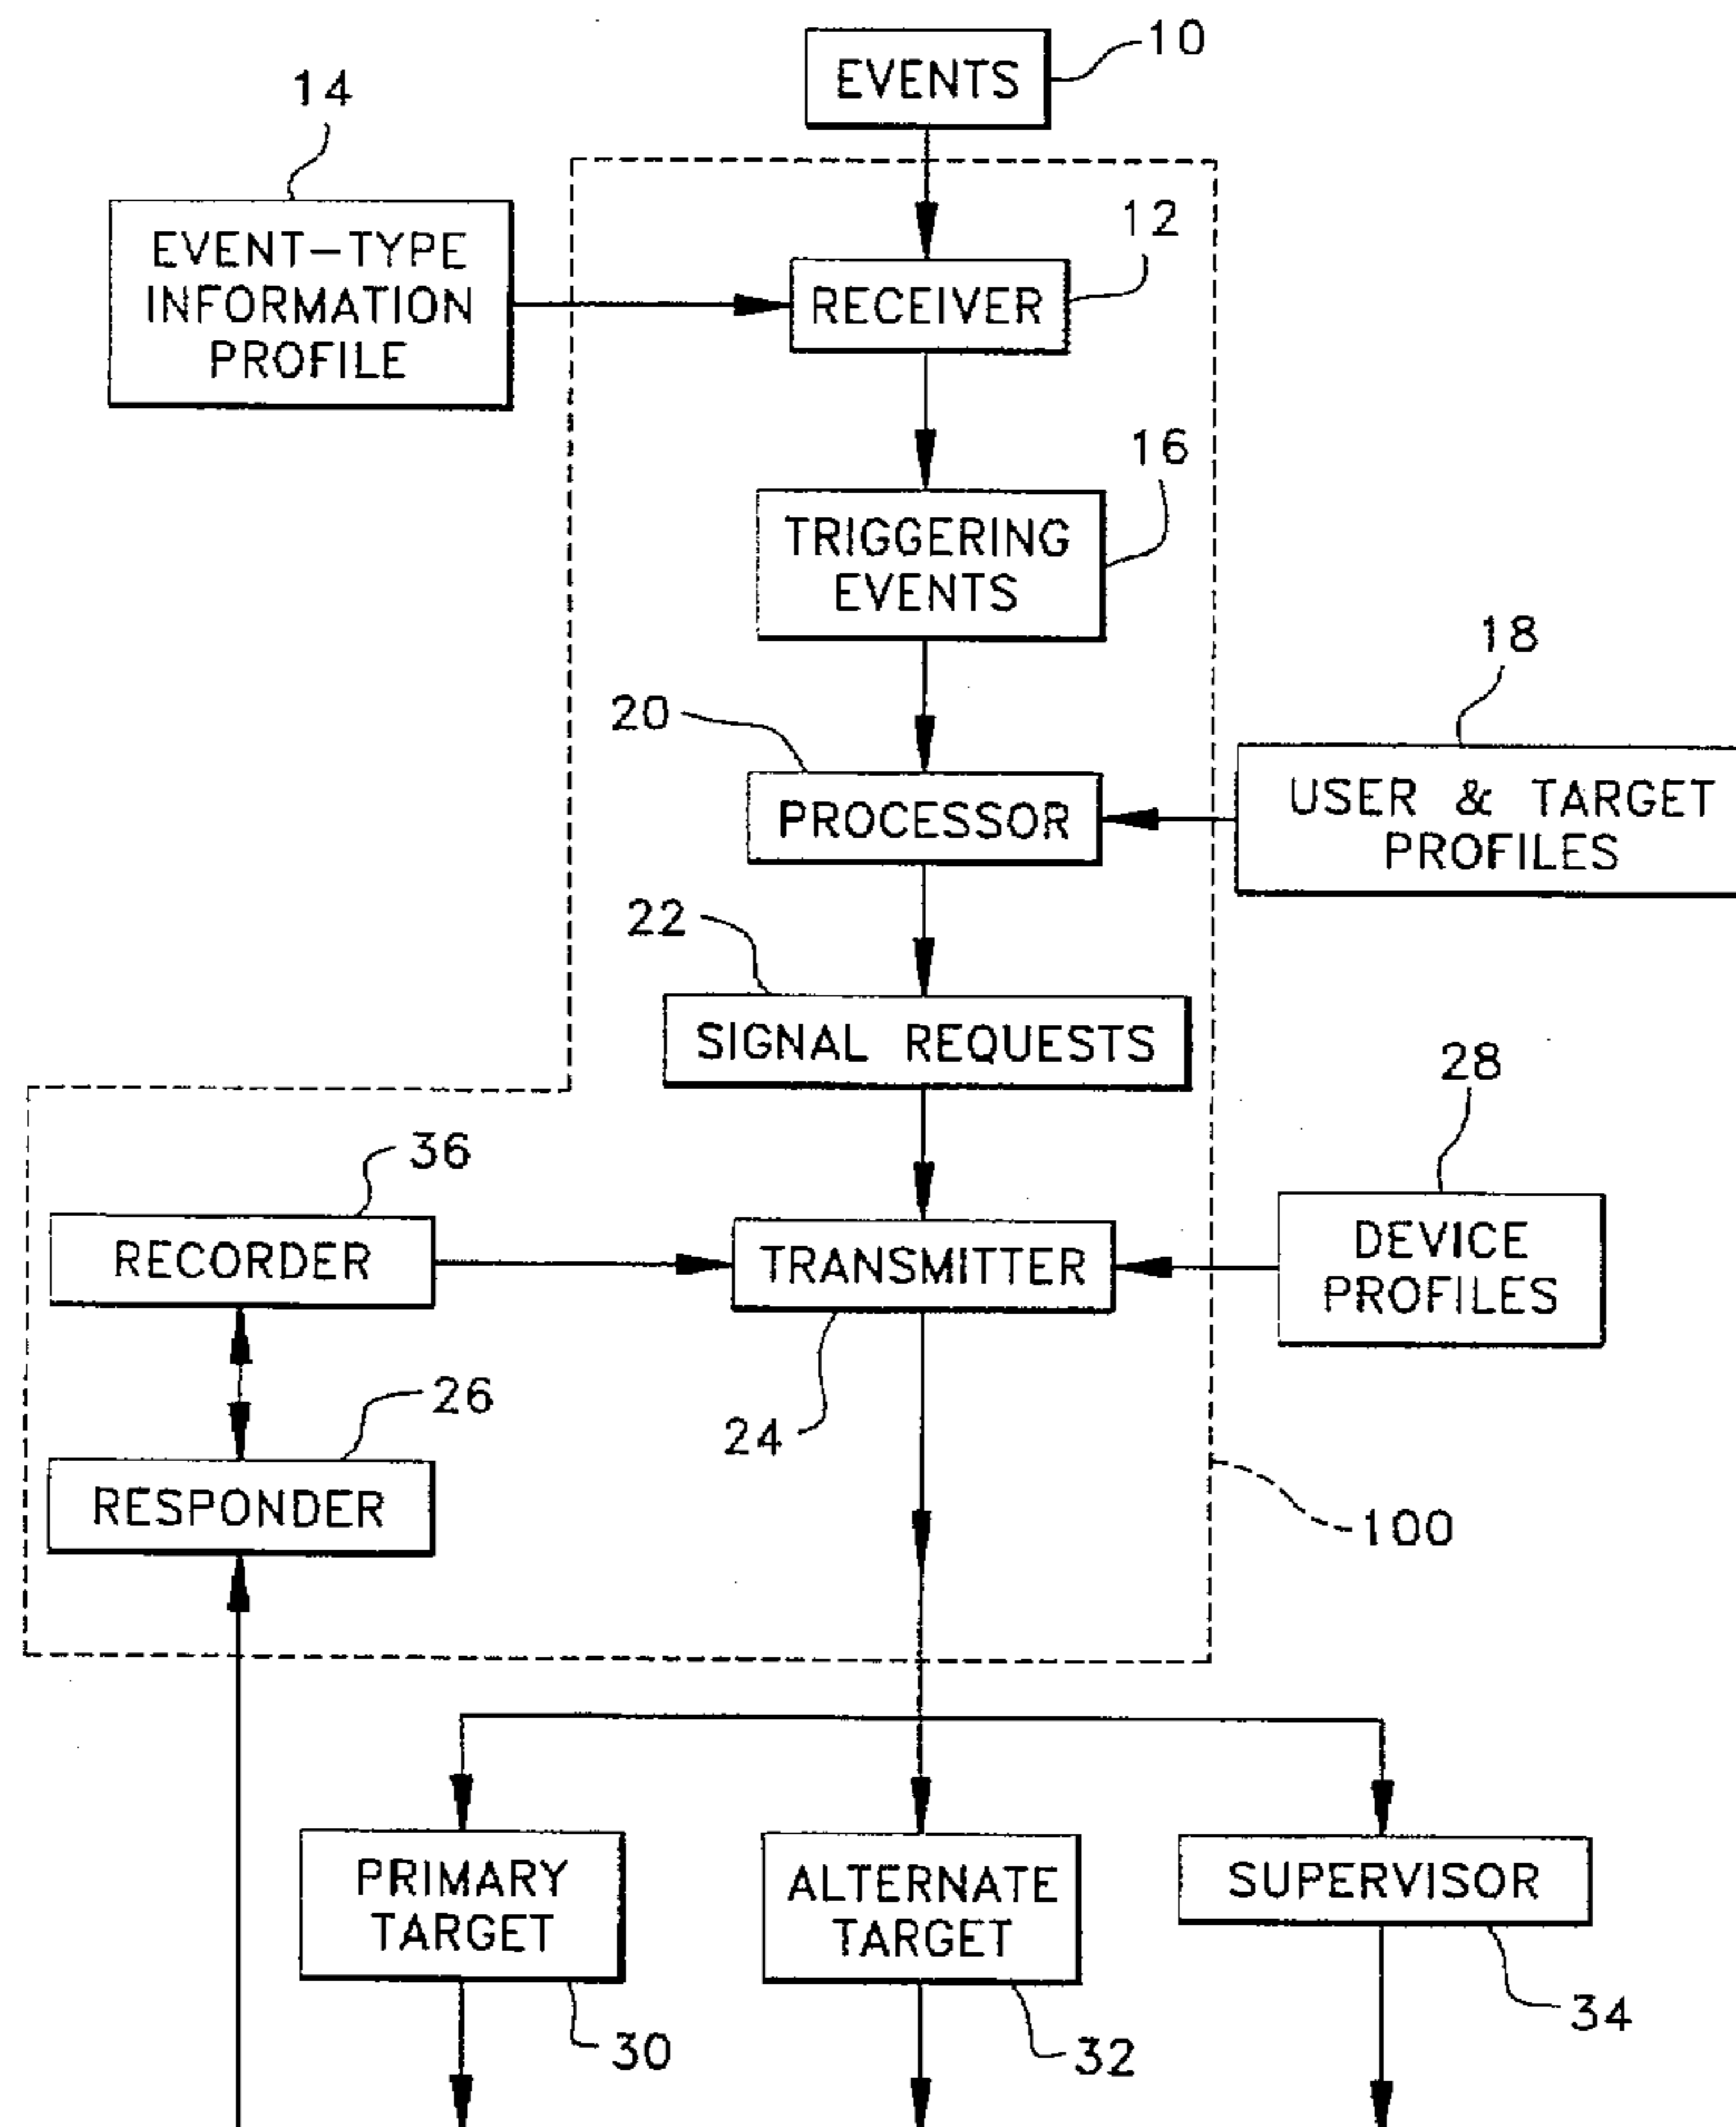 10
EVENTS
14
12
EVENT-TYPE
INFORMATION
PROFILE
RECEIVER
16
TRIGGERING
EVENTS
18
20
PROCESSOR
USER & TARGET
PROFILES
22
SIGNAL REQUESTS
28
36
RECORDER
TRANSMITTER
DEVICE
PROFILES
26
24
RESPONDER
100
PRIMARY
TARGET
ALTERNATE
TARGET
SUPERVISOR
34
30
32